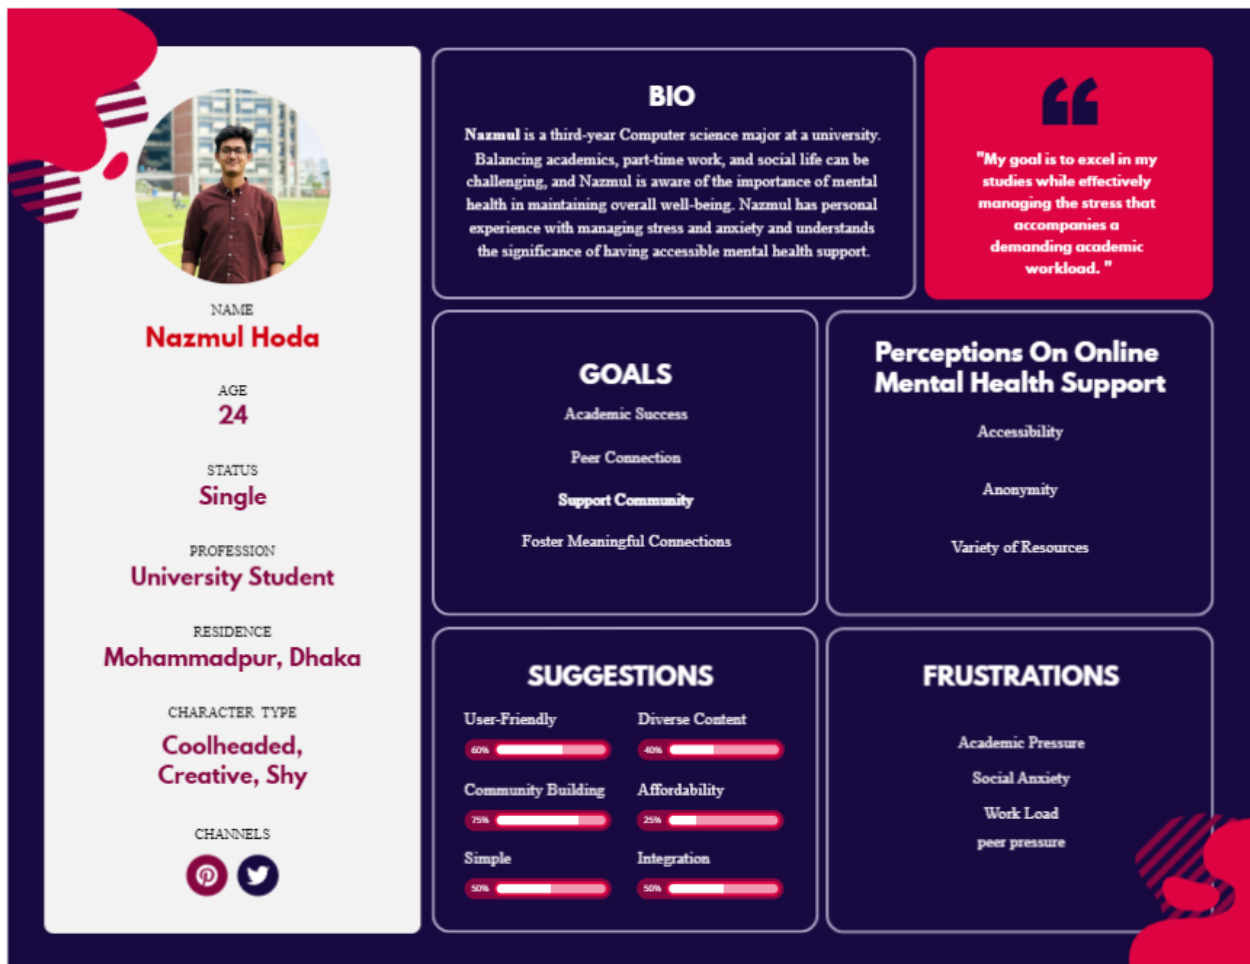 NAME
Nazmul Hoda
AGE
24
STATUS
Single
PROFESSION
University Student
RESIDENCE
Mohammadpur, Dhaka
CHARACTER TYPE
Coolheaded,
Creative, Shy
CHANNELS
BIO
Nazmul is a third-year Computer science major at a university.
Balancing academics, part-time work, and social life can be
challenging, and Nazmul is aware of the importance of mental
health in maintaining overall well-being. Nazmul has personal
experience with managing stress and anxiety and understands
the significance of having accessible mental health support.
"My goal is to excel in my
studies while effectively
managing the stress that
accompanies a
demanding academic
workload. "
GOALS
Academic Success
Peer Connection
Support Community
Foster Meaningful Connections
Perceptions On Online
Mental Health Support
Accessibility
Anonymity
Variety of Resources
SUGGESTIONS
User-Friendly
60%
Diverse Content
40%
Community Building
75%
Affordability
25%
Simple
50%
Integration
50%
FRUSTRATIONS
Academic Pressure
Social Anxiety
Work Load
peer pressure